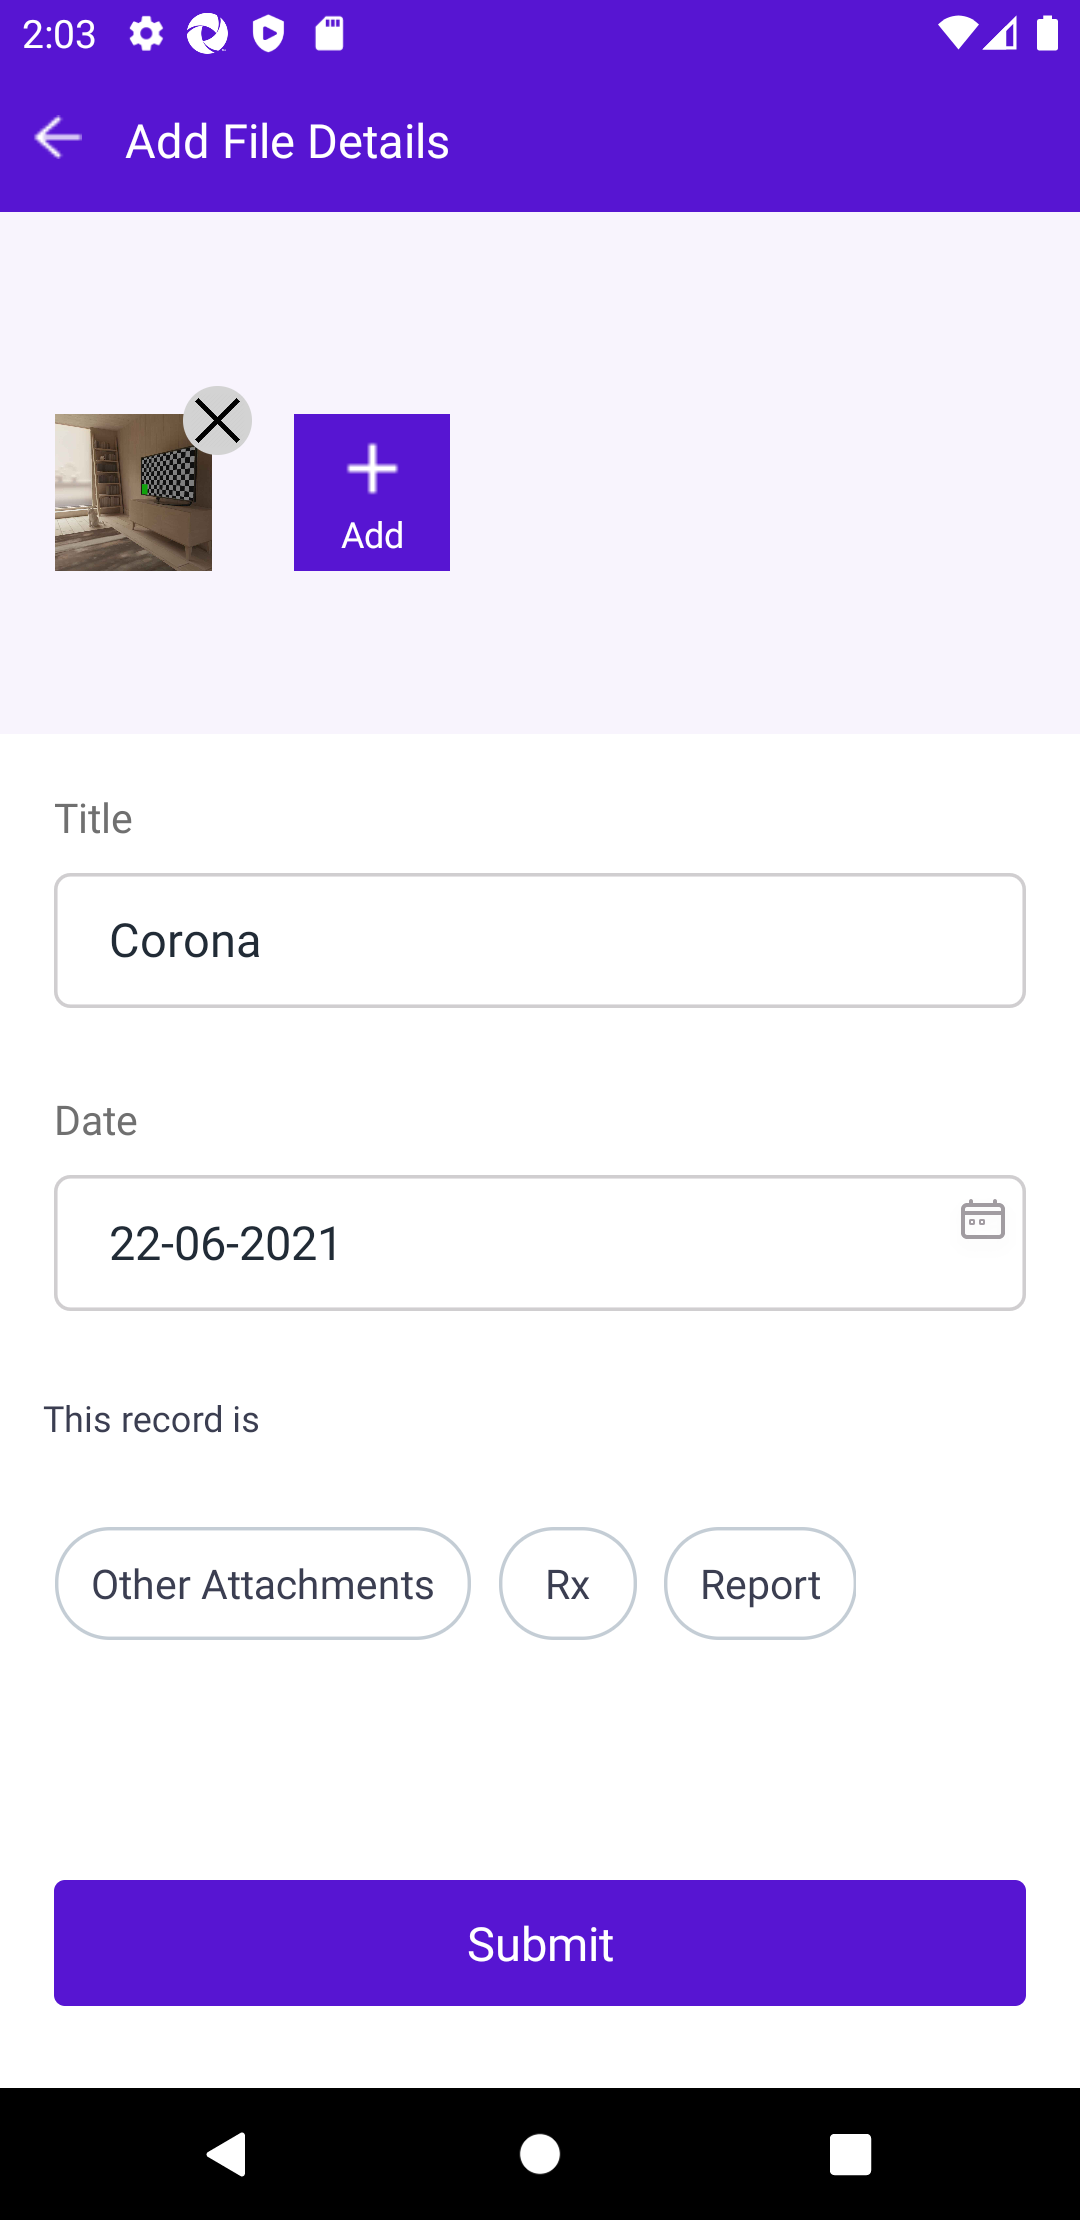 2:03
Add File Details
Add
Title
Corona
Date
22-06-2021
This record is
Other Attachments Rx Report
Submit